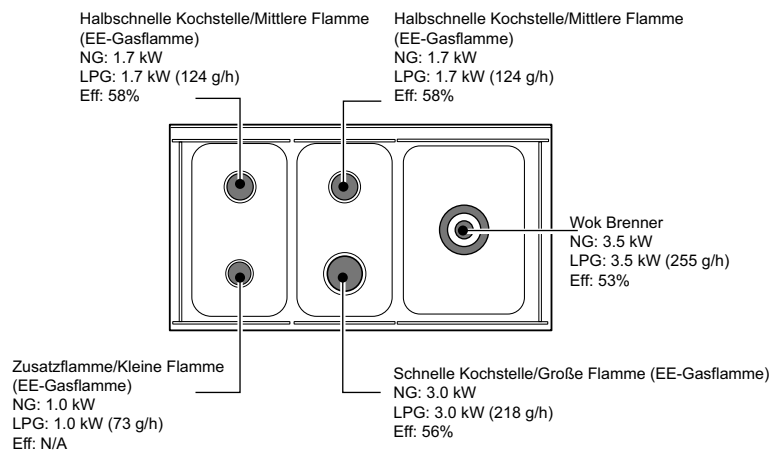 Halbschnelle Kochstelle/Mittlere Flamme
(EE-Gasflamme)
NG: 1.7 kW
LPG: 1.7 kW (124 g/h)
Eff: 58%
Halbschnelle Kochstelle/Mittlere Flamme
(EE-Gasflamme)
NG: 1.7 kW
LPG: 1.7 kW (124 g/h)
Eff: 58%
Wok Brenner
NG: 3.5 kW
LPG: 3.5 kW (255 g/h)
Eff: 53%
Zusatzflamme/Kleine Flamme
(EE-Gasflamme)
NG: 1.0 kW
LPG: 1.0 kW (73 g/h)
Eff: N/A
Schnelle Kochstelle/Große Flamme (EE-Gasflamme)
NG: 3.0 kW
LPG: 3.0 kW (218 g/h)
Eff: 56%